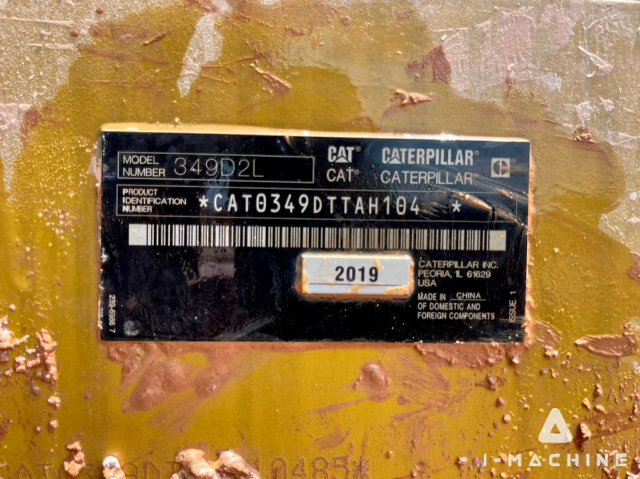 MODEL NUMBER 349D2L
CAT CATERPILLAR
CAT CATERPILLAR
PRODUCT IDENTIFICATION NUMBER *CAT0349DTTAH104 *
2019
CATERPILLAR INC.
PEORIA, IL 61629
USA
MADE IN CHINA
OF DOMESTIC AND
FOREIGN COMPONENTS
ISSUE 1
I-MACHINE